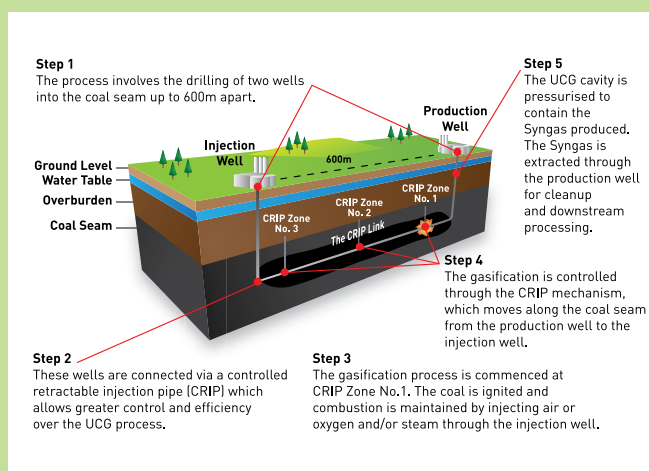 Step 1
The process involves the drilling of two wells
into the coal seam up to 600m apart.
Step 5
The UCG cavity is
pressurised to
contain the
Syngas produced.
The Syngas is
extracted through
the production well
for cleanup
and downstream
processing.
Production
Well
Injection
Well
600m
Ground Level
Water Table
Overburden
Coal Seam
CRIP Zone
No. 3
CRIP Zone
No. 2
CRIP Zone
No. 1
The CRIP Link
Step 4
The gasification is controlled
through the CRIP mechanism,
which moves along the coal seam
from the production well to the
injection well.
Step 2
These wells are connected via a controlled
retractable injection pipe (CRIP) which
allows greater control and efficiency
over the UCG process.
Step 3
The gasification process is commenced at
CRIP Zone No.1. The coal is ignited and
combustion is maintained by injecting air or
oxygen and/or steam through the injection well.